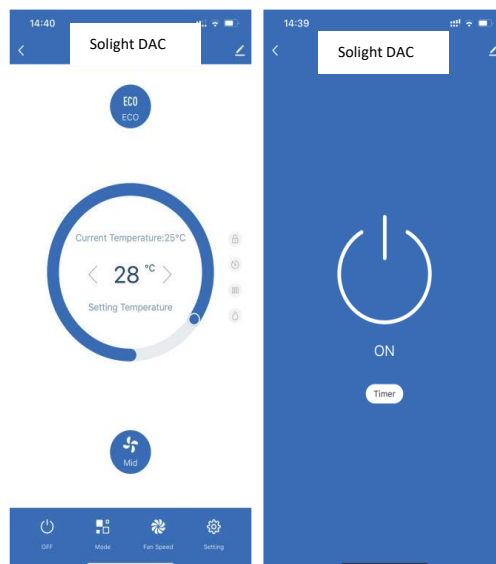 14:40
Solight DAC
ECO
ECO
Current Temperature:25°C
28 °C
Setting Temperature
Mid
OFF Mode Fan Speed Setting
14:39
Solight DAC
ON
Timer